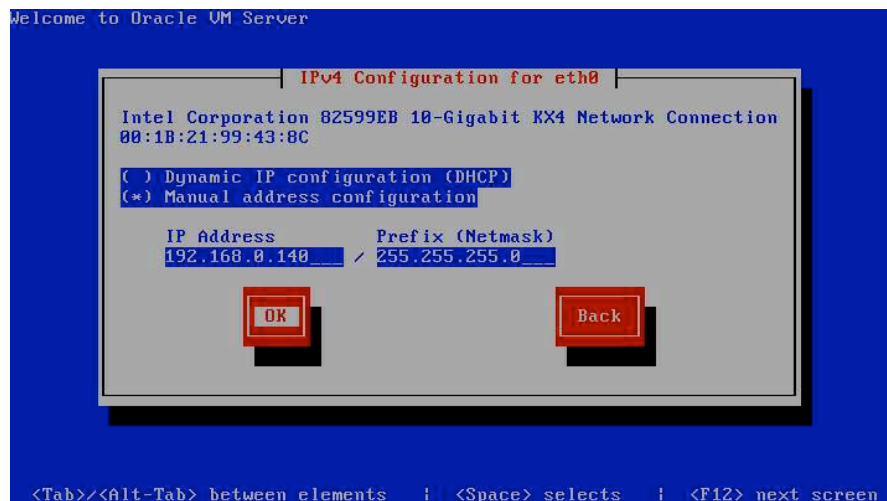 Welcome to Oracle VM Server
IPv4 Configuration for eth0
Intel Corporation 82599EB 10-Gigabit KX4 Network Connection
00:1B:21:99:43:8C
( ) Dynamic IP configuration (DHCP)
(*) Manual address configuration
IP Address Prefix (Netmask)
192.168.0.140___ / 255.255.255.0___
OK Back
<Tab>/<Alt-Tab> between elements | <Space> selects | <F12> next screen